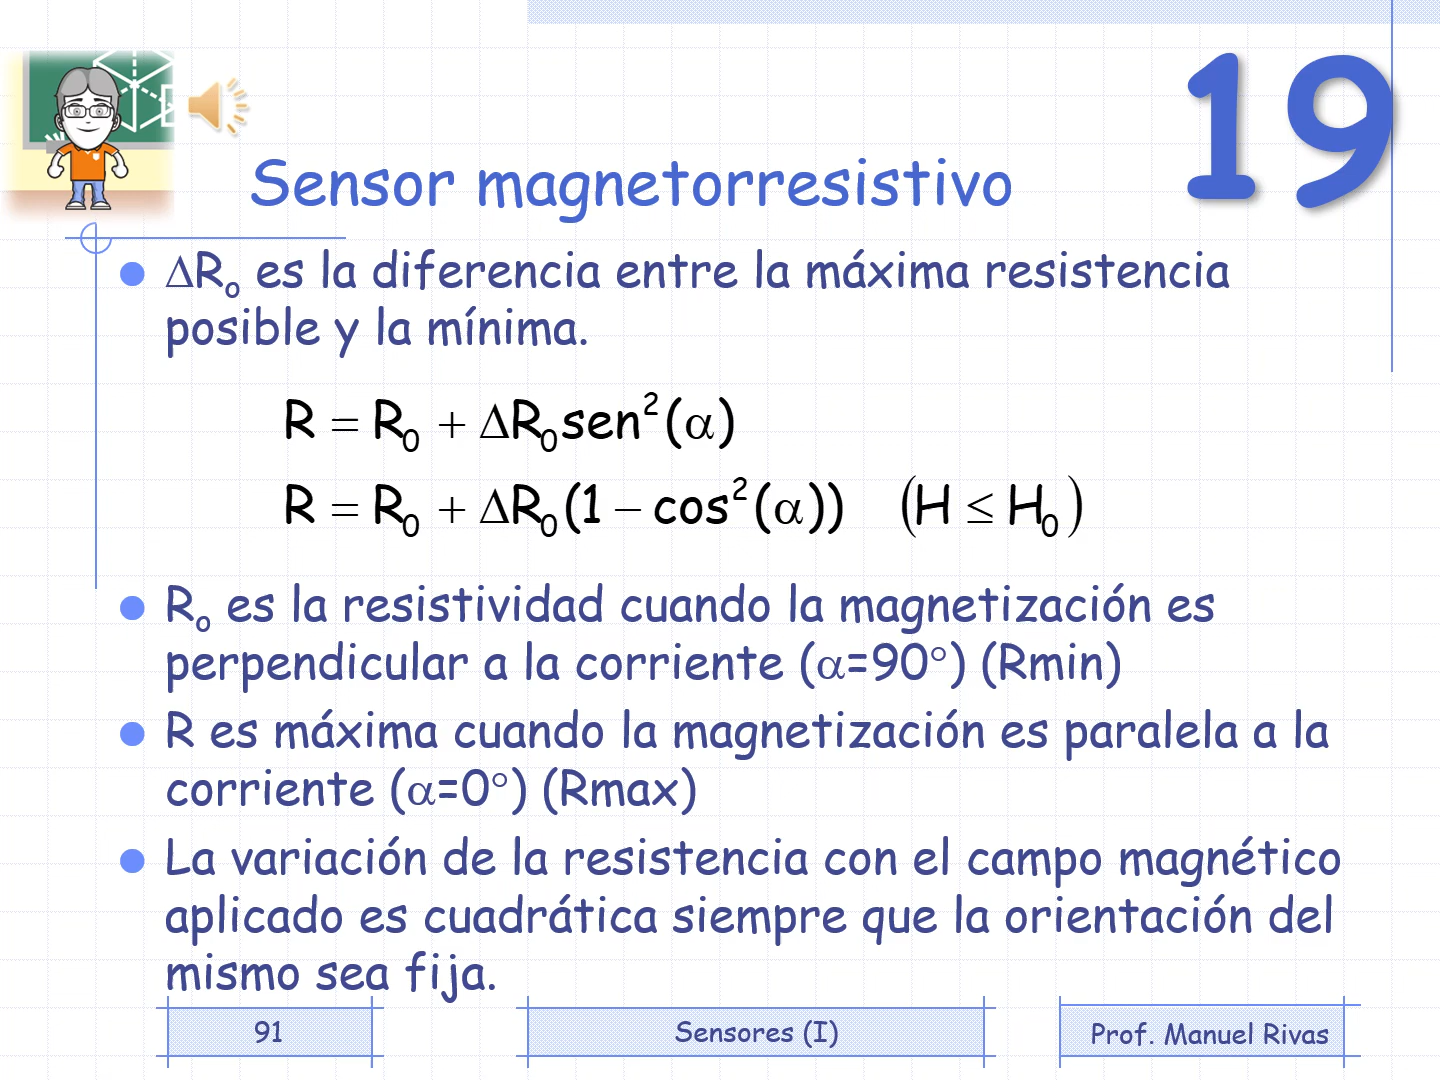 19
Sensor magnetorresistivo
ΔRo es la diferencia entre la máxima resistencia
posible y la mínima.
R = R0 + ΔR0sen²(α)
R = R0 + ΔR0(1 − cos²(α)) (H ≤ H0)
Ro es la resistividad cuando la magnetización es
perpendicular a la corriente (α=90°) (Rmin)
R es máxima cuando la magnetización es paralela a la
corriente (α=0°) (Rmax)
La variación de la resistencia con el campo magnético
aplicado es cuadrática siempre que la orientación del
mismo sea fija.
91
Sensores (I)
Prof. Manuel Rivas